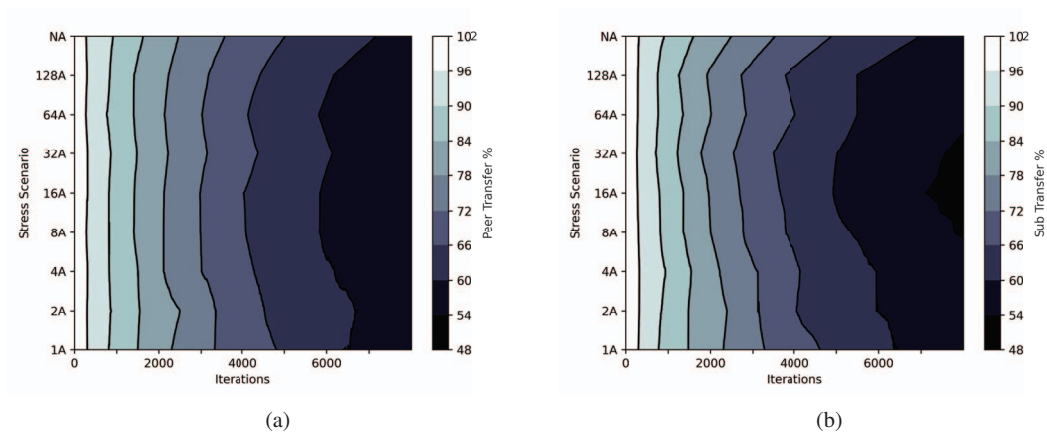 NA
128A
64A
32A
16A
8A
4A
2A
1A
Stress Scenario
0
2000
4000
6000
Iterations
102
96
90
84
78
72
66
60
54
48
Peer Transfer %
(a)
NA
128A
64A
32A
16A
8A
4A
2A
1A
Stress Scenario
0
2000
4000
6000
Iterations
102
96
90
84
78
72
66
60
54
48
Sub Transfer %
(b)